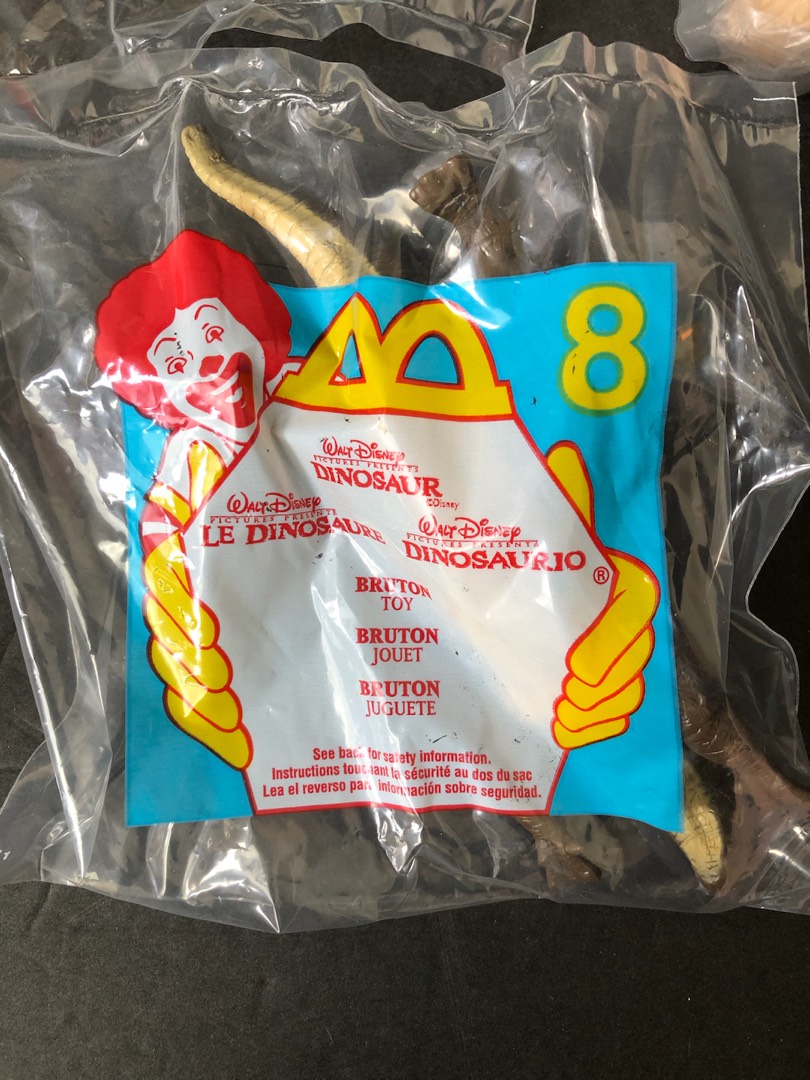 8
WALT DISNEY
PICTURES PRESENTS
DINOSAUR
©DISNEY
WALT DISNEY
PICTURES PRESENTE
LE DINOSAURE
WALT DISNEY
PICTURES PRESENTA
DINOSAURIO
®
BRUTON
TOY
BRUTON
JOUET
BRUTON
JUGUETE
See back for safety information.
Instructions touchant la sécurité au dos du sac
Lea el reverso para información sobre seguridad.